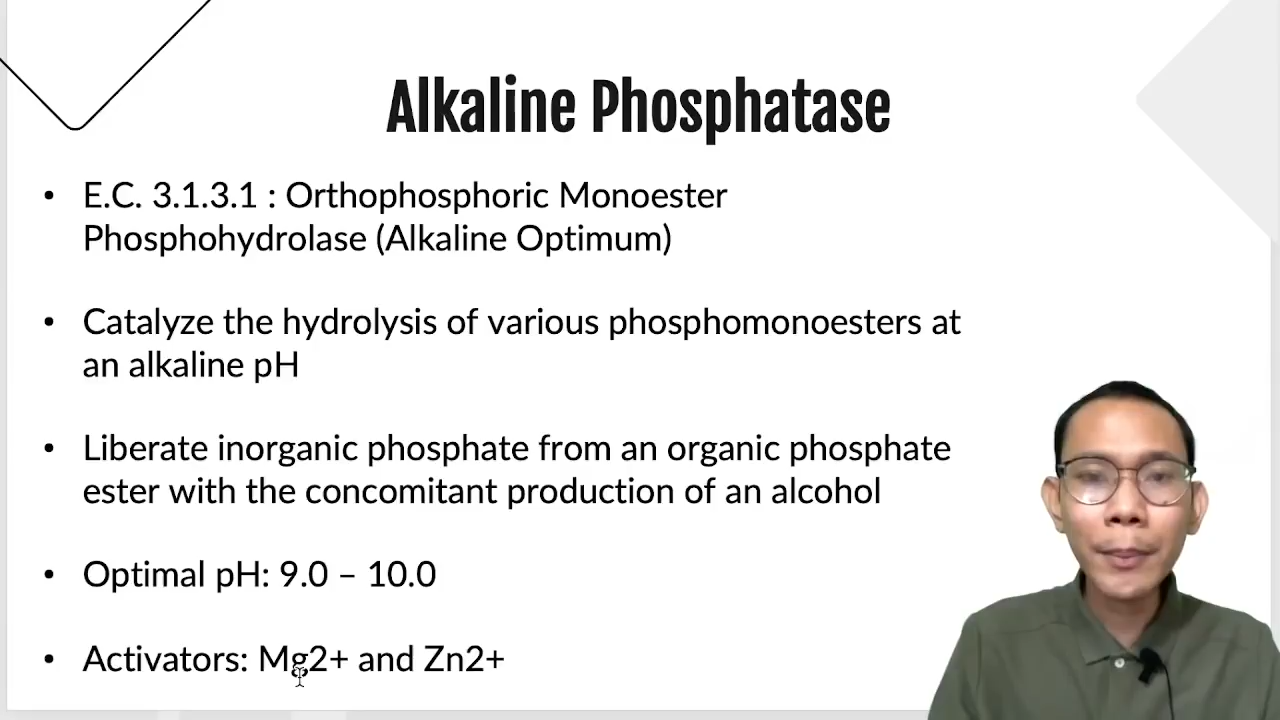 Alkaline Phosphatase
• E.C. 3.1.3.1 : Orthophosphoric Monoester
Phosphohydrolase (Alkaline Optimum)
• Catalyze the hydrolysis of various phosphomonoesters at
an alkaline pH
• Liberate inorganic phosphate from an organic phosphate
ester with the concomitant production of an alcohol
• Optimal pH: 9.0 – 10.0
• Activators: Mg2+ and Zn2+